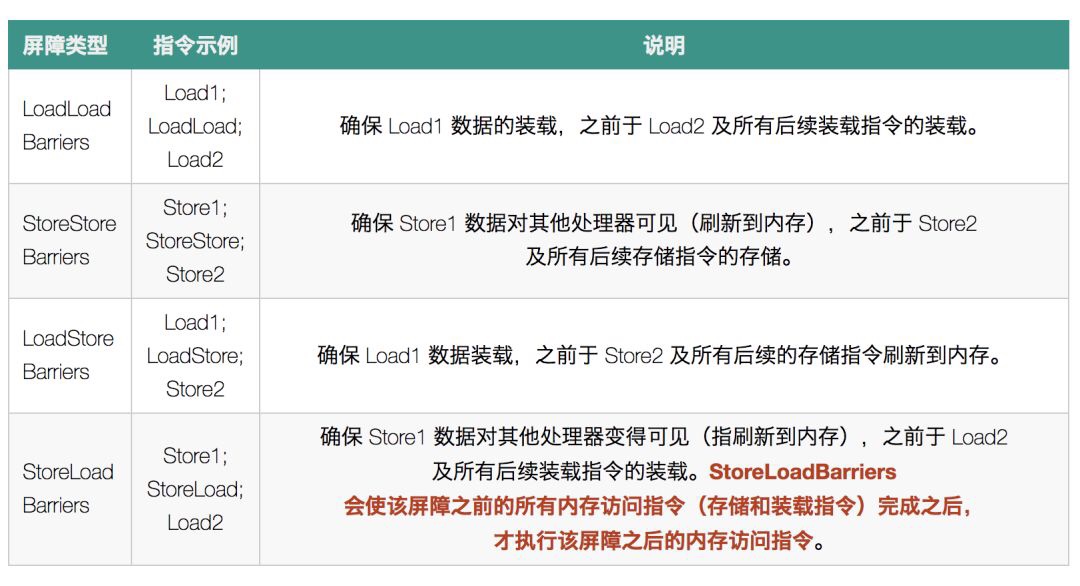 屏障类型 指令示例 说明
LoadLoad
Barriers
Load1;
LoadLoad;
Load2
确保 Load1 数据的装载，之前于 Load2 及所有后续装载指令的装载。
StoreStore
Barriers
Store1;
StoreStore;
Store2
确保 Store1 数据对其他处理器可见（刷新到内存），之前于 Store2
及所有后续存储指令的存储。
LoadStore
Barriers
Load1;
LoadStore;
Store2
确保 Load1 数据装载，之前于 Store2 及所有后续的存储指令刷新到内存。
StoreLoad
Barriers
Store1;
StoreLoad;
Load2
确保 Store1 数据对其他处理器变得可见（指刷新到内存），之前于 Load2
及所有后续装载指令的装载。StoreLoadBarriers
会使该屏障之前的所有内存访问指令（存储和装载指令）完成之后，
才执行该屏障之后的内存访问指令。